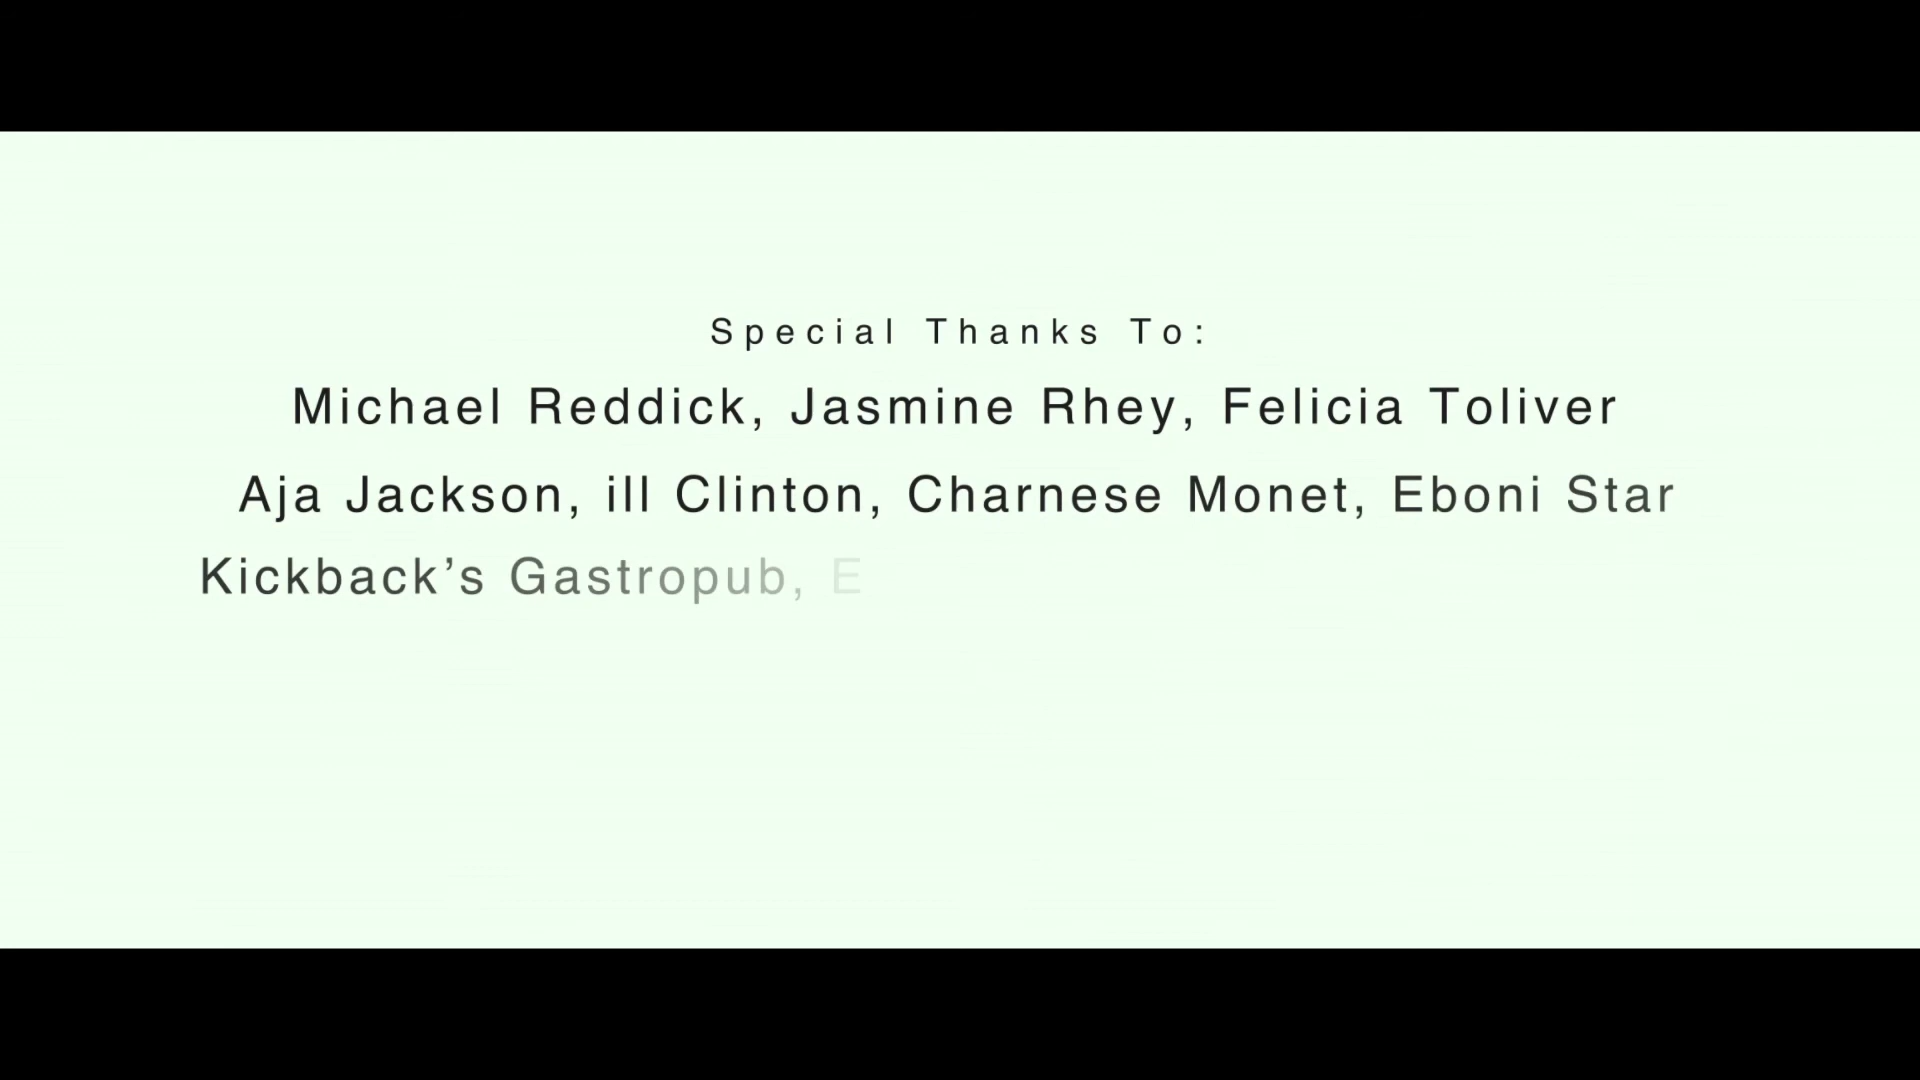 Special Thanks To:
Michael Reddick, Jasmine Rhey, Felicia Toliver
Aja Jackson, ill Clinton, Charnese Monet, Eboni Star
Kickback’s Gastropub, E